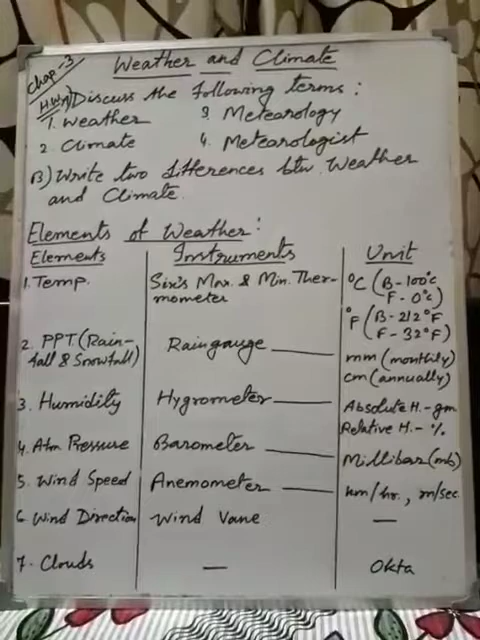 Chap-3
Weather and Climate
H.W. A) Discuss the following terms:
1. Weather 3. Meteorology
2. Climate 4. Meteorologist
B) Write two differences btw Weather
and Climate.
Elements of Weather:
Elements Instruments Unit
1. Temp. Six's Max. & Min. Ther-
mometer
°C (B-100°C
F-0°C)
°F (B-212°F
F-32°F)
2. PPT. (Rain-
fall & Snowfall) Raingauge
mm (monthly)
cm (annually)
3. Humidity Hygrometer
Absolute H.-gm
Relative H.-%
4. Atm Pressure Barometer Millibar (mb)
5. Wind Speed Anemometer km/hr., m/sec
6. Wind Direction Wind Vane —
7. Clouds — Okta